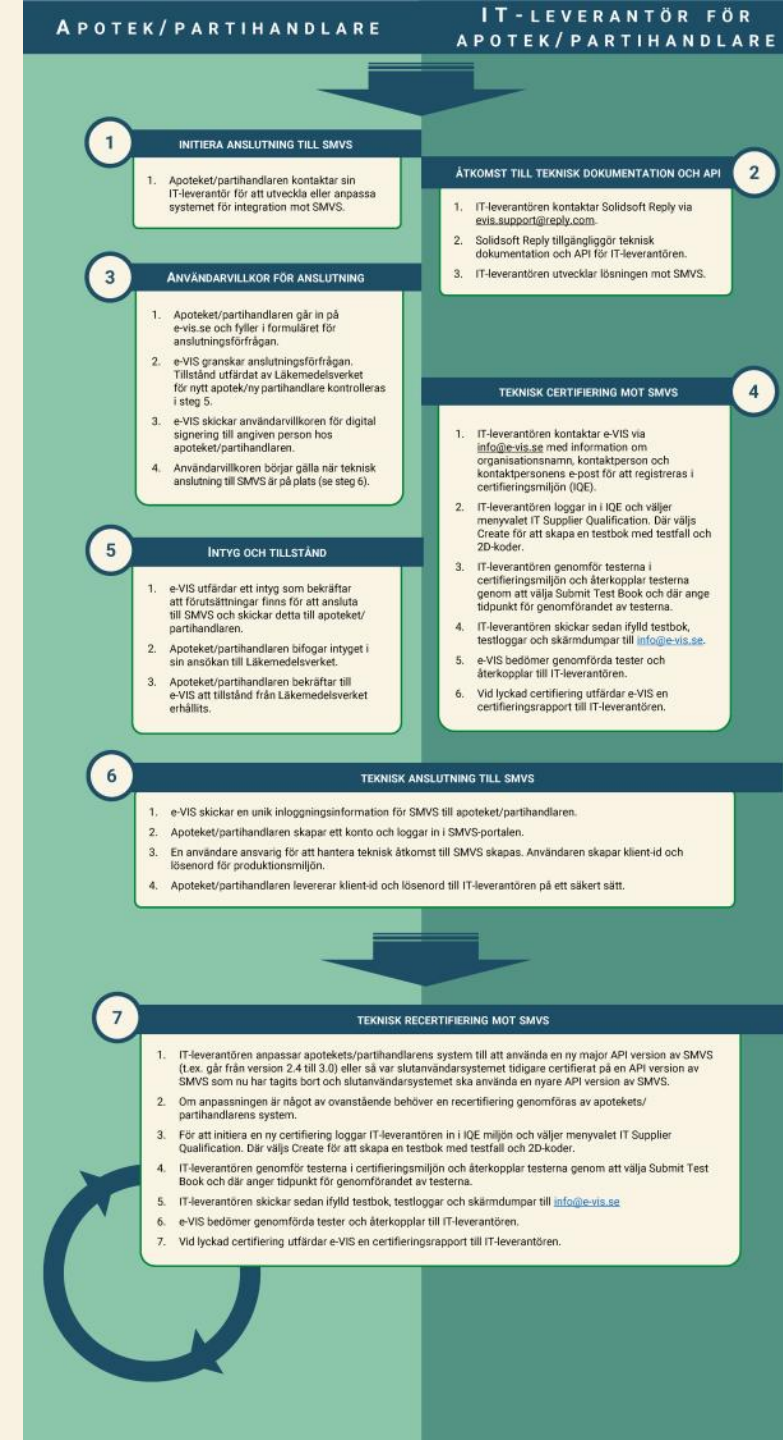 APOTEK/PARTIHANDLARE
IT-LEVERANTÖR FÖR
APOTEK/PARTIHANDLARE
1
INITIERA ANSLUTNING TILL SMVS
1. Apoteket/partihandlaren kontaktar sin
IT-leverantör för att utveckla eller anpassa
systemet för integration mot SMVS.
2
ÅTKOMST TILL TEKNISK DOKUMENTATION OCH API
1. IT-leverantören kontaktar Solidsoft Reply via
evis.support@reply.com.
2. Solidsoft Reply tillgängliggör teknisk
dokumentation och API för IT-leverantören.
3. IT-leverantören utvecklar lösningen mot SMVS.
3
ANVÄNDARVILLKOR FÖR ANSLUTNING
1. Apoteket/partihandlaren går in på
e-vis.se och fyller i formuläret för
anslutningsförfrågan.
2. e-VIS granskar anslutningsförfrågan.
Tillstånd utfärdat av Läkemedelsverket
för nytt apotek/ny partihandlare kontrolleras
i steg 5.
3. e-VIS skickar användarvillkoren för digital
signering till angiven person hos
apoteket/partihandlaren.
4. Användarvillkoren börjar gälla när teknisk
anslutning till SMVS är på plats (se steg 6).
4
TEKNISK CERTIFIERING MOT SMVS
1. IT-leverantören kontaktar e-VIS via
info@e-vis.se med information om
organisationsnamn, kontaktperson och
kontaktpersonens e-post för att registreras i
certifieringsmiljön (IQE).
2. IT-leverantören loggar in i IQE och väljer
menyvalet IT Supplier Qualification. Där väljs
Create för att skapa en testbok med testfall och
2D-koder.
3. IT-leverantören genomför testerna i
certifieringsmiljön och återkopplar testerna
genom att välja Submit Test Book och där ange
tidpunkt för genomförandet av testerna.
4. IT-leverantören skickar sedan ifylld testbok,
testloggar och skärmdumpar till info@e-vis.se.
5. e-VIS bedömer genomförda tester och
återkopplar till IT-leverantören.
6. Vid lyckad certifiering utfärdar e-VIS en
certifieringsrapport till IT-leverantören.
5
INTYG OCH TILLSTÅND
1. e-VIS utfärdar ett intyg som bekräftar
att förutsättningar finns för att ansluta
till SMVS och skickar detta till apoteket/
partihandlaren.
2. Apoteket/partihandlaren bifogar intyget i
sin ansökan till Läkemedelsverket.
3. Apoteket/partihandlaren bekräftar till
e-VIS att tillstånd från Läkemedelsverket
erhållits.
6
TEKNISK ANSLUTNING TILL SMVS
1. e-VIS skickar en unik inloggningsinformation för SMVS till apoteket/partihandlaren.
2. Apoteket/partihandlaren skapar ett konto och loggar in i SMVS-portalen.
3. En användare ansvarig för att hantera teknisk åtkomst till SMVS skapas. Användaren skapar klient-id och
lösenord för produktionsmiljön.
4. Apoteket/partihandlaren levererar klient-id och lösenord till IT-leverantören på ett säkert sätt.
7
TEKNISK RECERTIFIERING MOT SMVS
1. IT-leverantören anpassar apotekets/partihandlarens system till att använda en ny major API version av SMVS
(t.ex. går från version 2.4 till 3.0) eller så var slutanvändarsystemet tidigare certifierat på en API version av
SMVS som nu har tagits bort och slutanvändarsystemet ska använda en nyare API version av SMVS.
2. Om anpassningen är något av ovanstående behöver en recertifiering genomföras av apotekets/
partihandlarens system.
3. För att initiera en ny certifiering loggar IT-leverantören in i IQE miljön och väljer menyvalet IT Supplier
Qualification. Där väljs Create för att skapa en testbok med testfall och 2D-koder.
4. IT-leverantören genomför testerna i certifieringsmiljön och återkopplar testerna genom att välja Submit Test
Book och där anger tidpunkt för genomförandet av testerna.
5. IT-leverantören skickar sedan ifylld testbok, testloggar och skärmdumpar till info@e-vis.se
6. e-VIS bedömer genomförda tester och återkopplar till IT-leverantören.
7. Vid lyckad certifiering utfärdar e-VIS en certifieringsrapport till IT-leverantören.